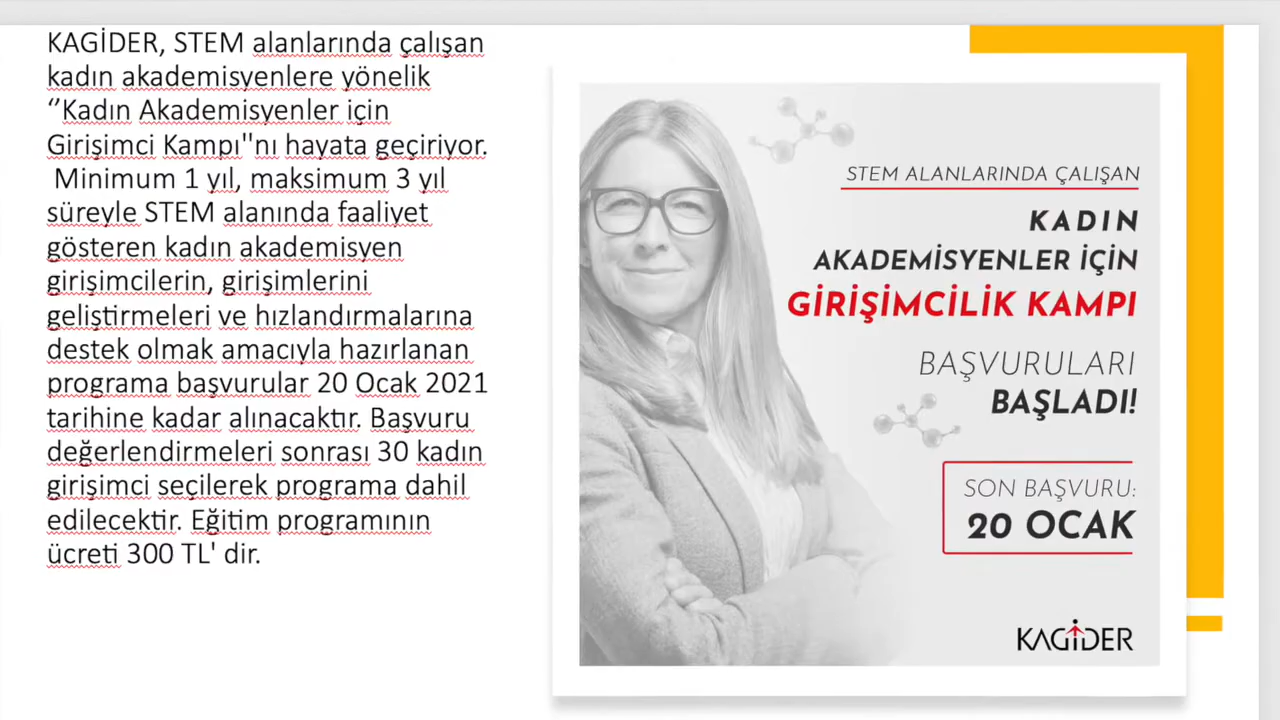 KAGİDER, STEM alanlarında çalışan
kadın akademisyenlere yönelik
‘’Kadın Akademisyenler için
Girişimci Kampı"nı hayata geçiriyor.
Minimum 1 yıl, maksimum 3 yıl
süreyle STEM alanında faaliyet
gösteren kadın akademisyen
girişimcilerin, girişimlerini
geliştirmeleri ve hızlandırmalarına
destek olmak amacıyla hazırlanan
programa başvurular 20 Ocak 2021
tarihine kadar alınacaktır. Başvuru
değerlendirmeleri sonrası 30 kadın
girişimci seçilerek programa dahil
edilecektir. Eğitim programının
ücreti 300 TL' dir.
STEM ALANLARINDA ÇALIŞAN
KADIN
AKADEMİSYENLER İÇİN
GİRİŞİMCİLİK KAMPI
BAŞVURULARI
BAŞLADI!
SON BAŞVURU:
20 OCAK
KAGİDER